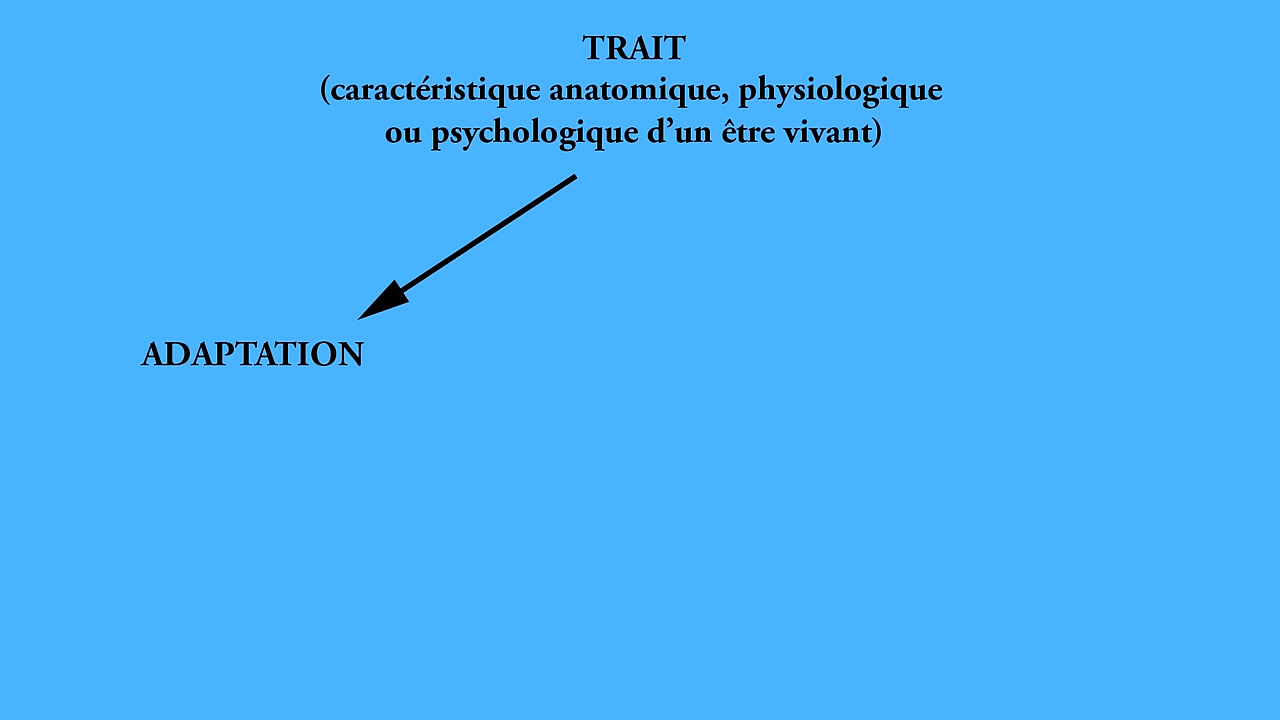 TRAIT
(caractéristique anatomique, physiologique
ou psychologique d’un être vivant)
ADAPTATION